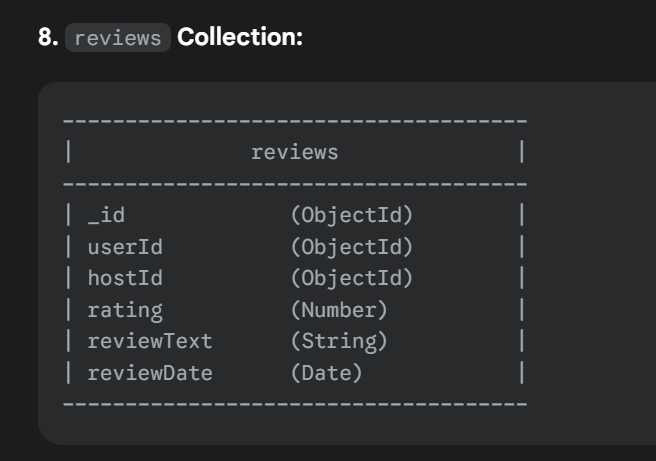 8. reviews Collection:
-------------------------------------
|              reviews              |
-------------------------------------
| _id             (ObjectId)        |
| userId          (ObjectId)        |
| hostId          (ObjectId)        |
| rating          (Number)          |
| reviewText      (String)          |
| reviewDate      (Date)            |
-------------------------------------